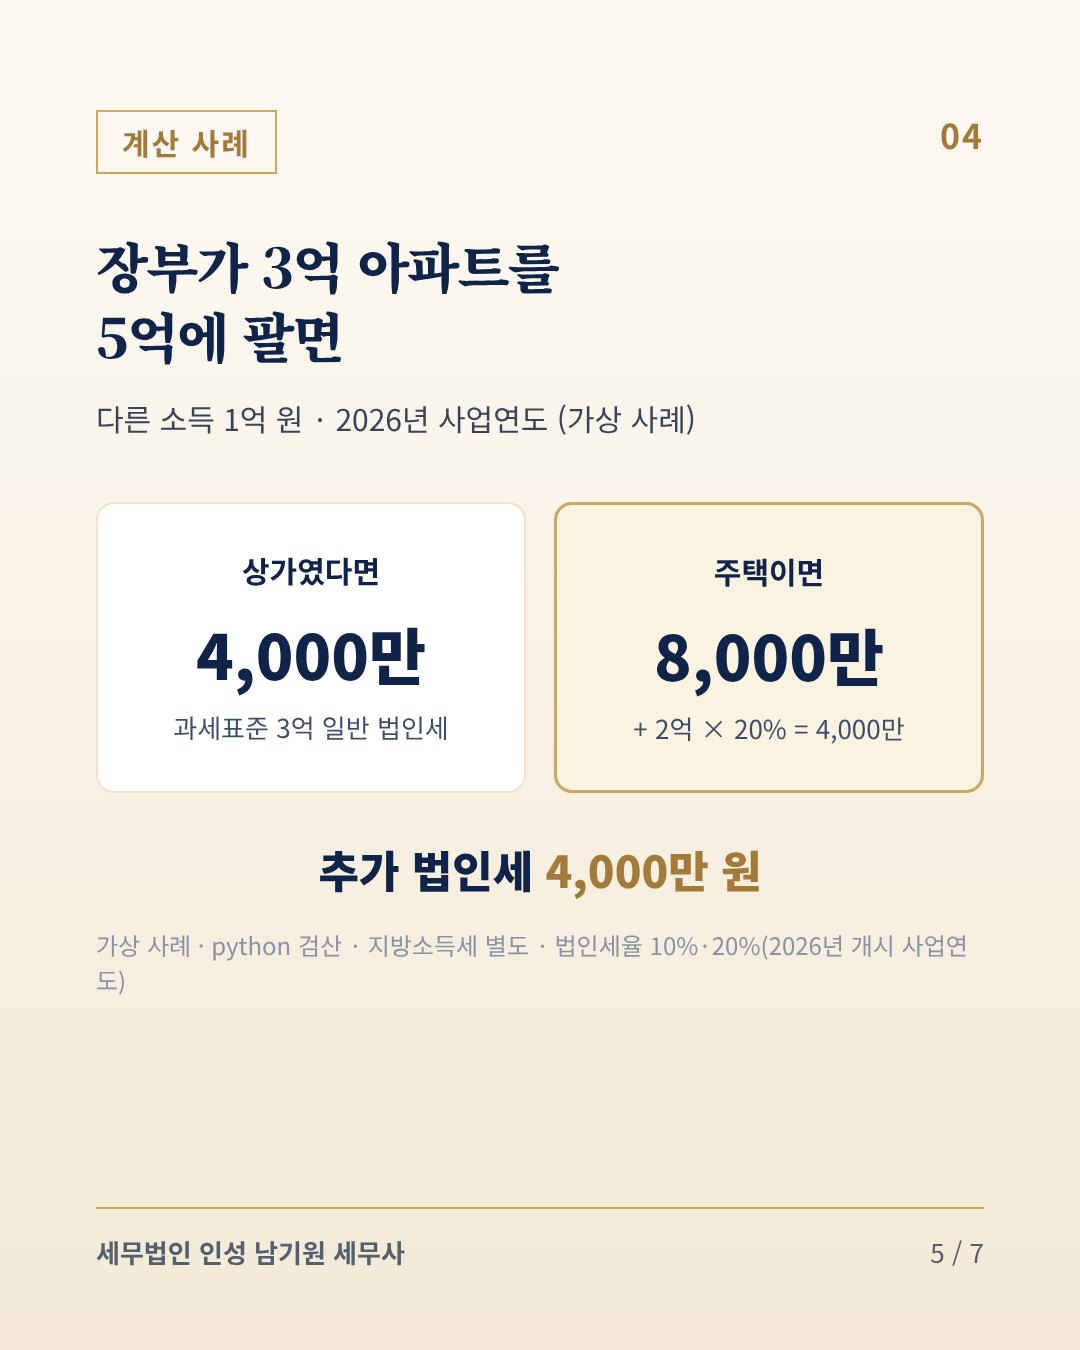 계산 사례
04
장부가 3억 아파트를
5억에 팔면
다른 소득 1억 원 · 2026년 사업연도 (가상 사례)
상가였다면
4,000만
과세표준 3억 일반 법인세
주택이면
8,000만
+ 2억 × 20% = 4,000만
추가 법인세 4,000만 원
가상 사례 · python 검산 · 지방소득세 별도 · 법인세율 10%·20%(2026년 개시 사업연
도)
세무법인 인성 남기원 세무사
5 / 7